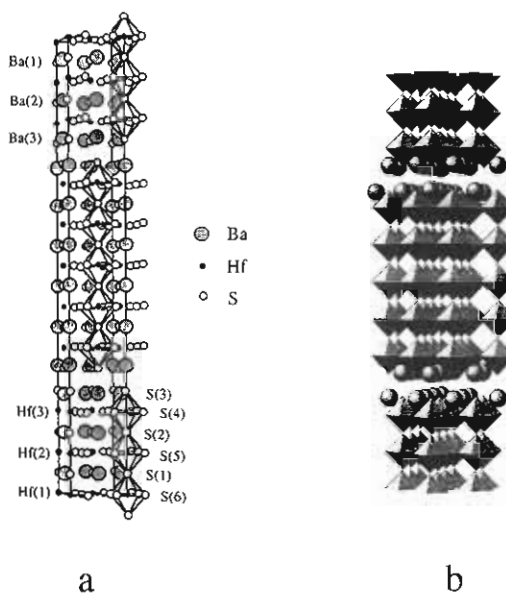 Ba(1)
Ba(2)
Ba(3)
Ba
Hf
S
S(3)
Hf(3)
S(4)
S(2)
Hf(2)
S(5)
S(1)
Hf(1)
S(6)
a
b